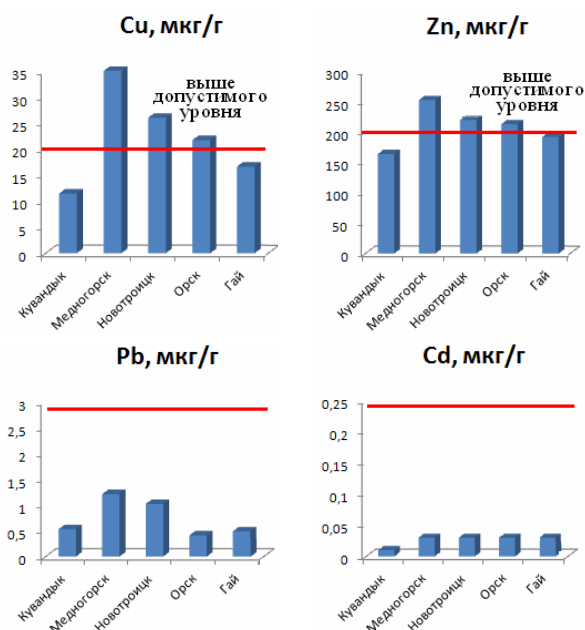 Cu, мкг/г
35
30
25
20
15
10
5
0
выше
допустимого
уровня
Кувандык
Медногорск
Новотроицк
Орск
Гай
Zn, мкг/г
300
250
200
150
100
50
0
выше
допустимого
уровня
Кувандык
Медногорск
Новотроицк
Орск
Гай
Pb, мкг/г
3
2,5
2
1,5
1
0,5
0
Кувандык
Медногорск
Новотроицк
Орск
Гай
Cd, мкг/г
0,25
0,2
0,15
0,1
0,05
0
Кувандык
Медногорск
Новотроицк
Орск
Гай